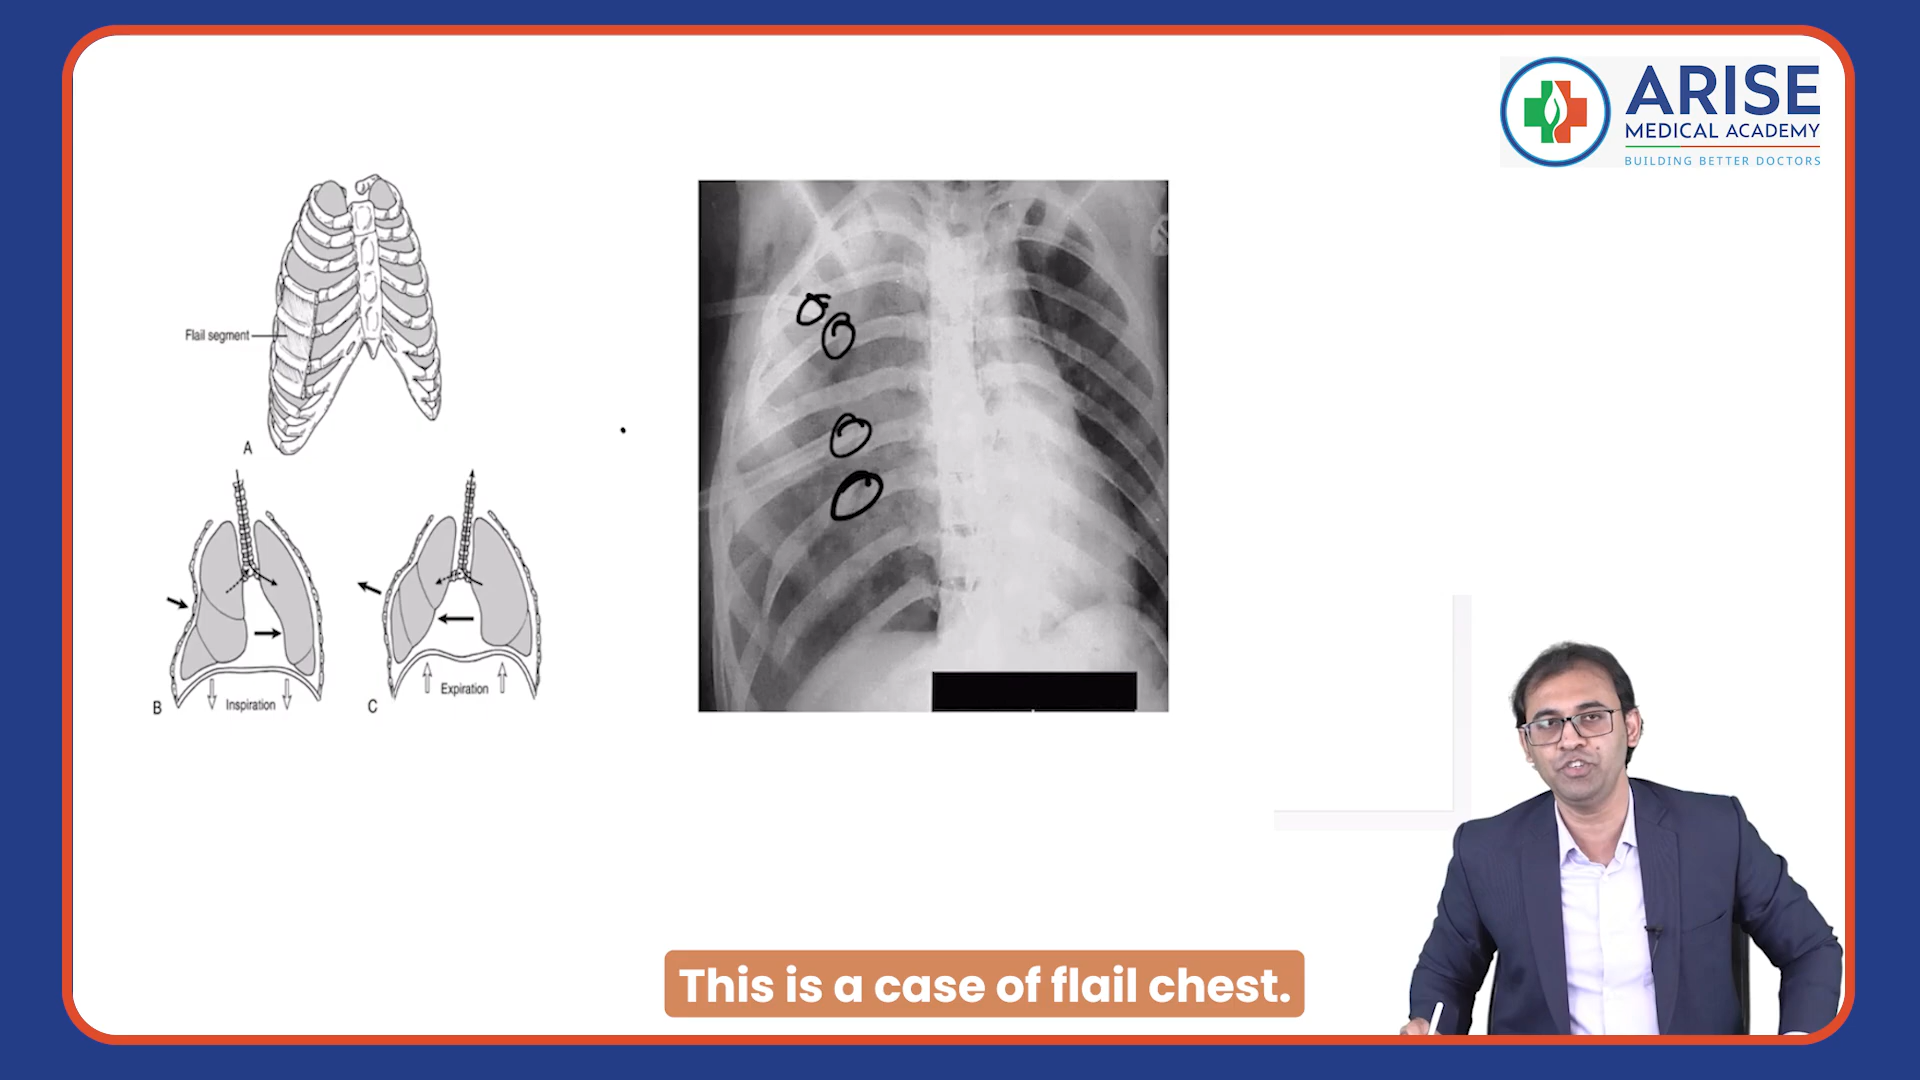 ARISE
MEDICAL ACADEMY
BUILDING BETTER DOCTORS
Flail segment
A
B
Inspiration
C
Expiration
This is a case of flail chest.